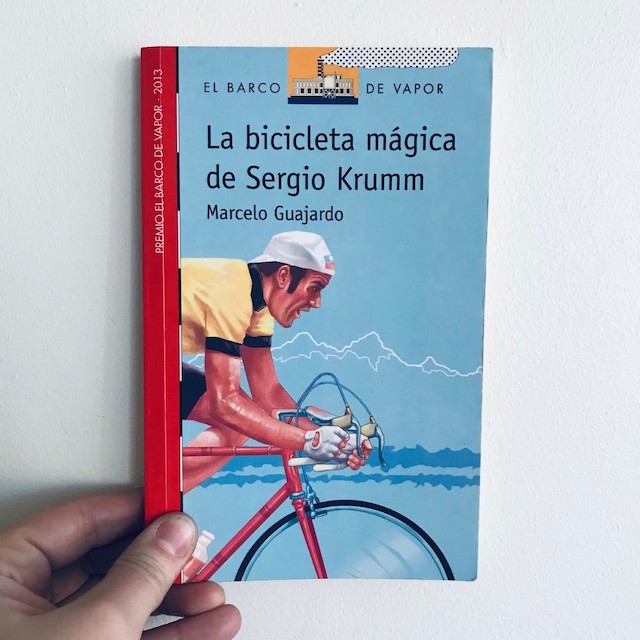 PREMIO EL BARCO DE VAPOR · 2013
EL BARCO DE VAPOR
La bicicleta mágica
de Sergio Krumm
Marcelo Guajardo